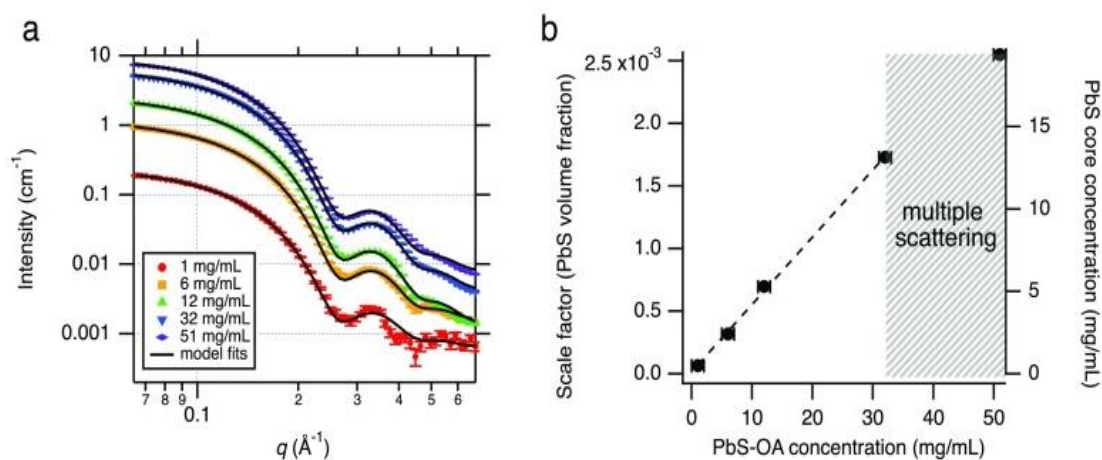 a
10
1
0.1
0.01
0.001
Intensity (cm⁻¹)
1 mg/mL
6 mg/mL
12 mg/mL
32 mg/mL
51 mg/mL
model fits
7 8 9 0.1 2 3 4 5 6
q (Å⁻¹)
b
2.5 x10⁻³
2.0
1.5
1.0
0.5
0.0
Scale factor (PbS volume fraction)
multiple
scattering
15
10
5
0
PbS core concentration
(mg/mL)
0 10 20 30 40 50
PbS-OA concentration (mg/mL)